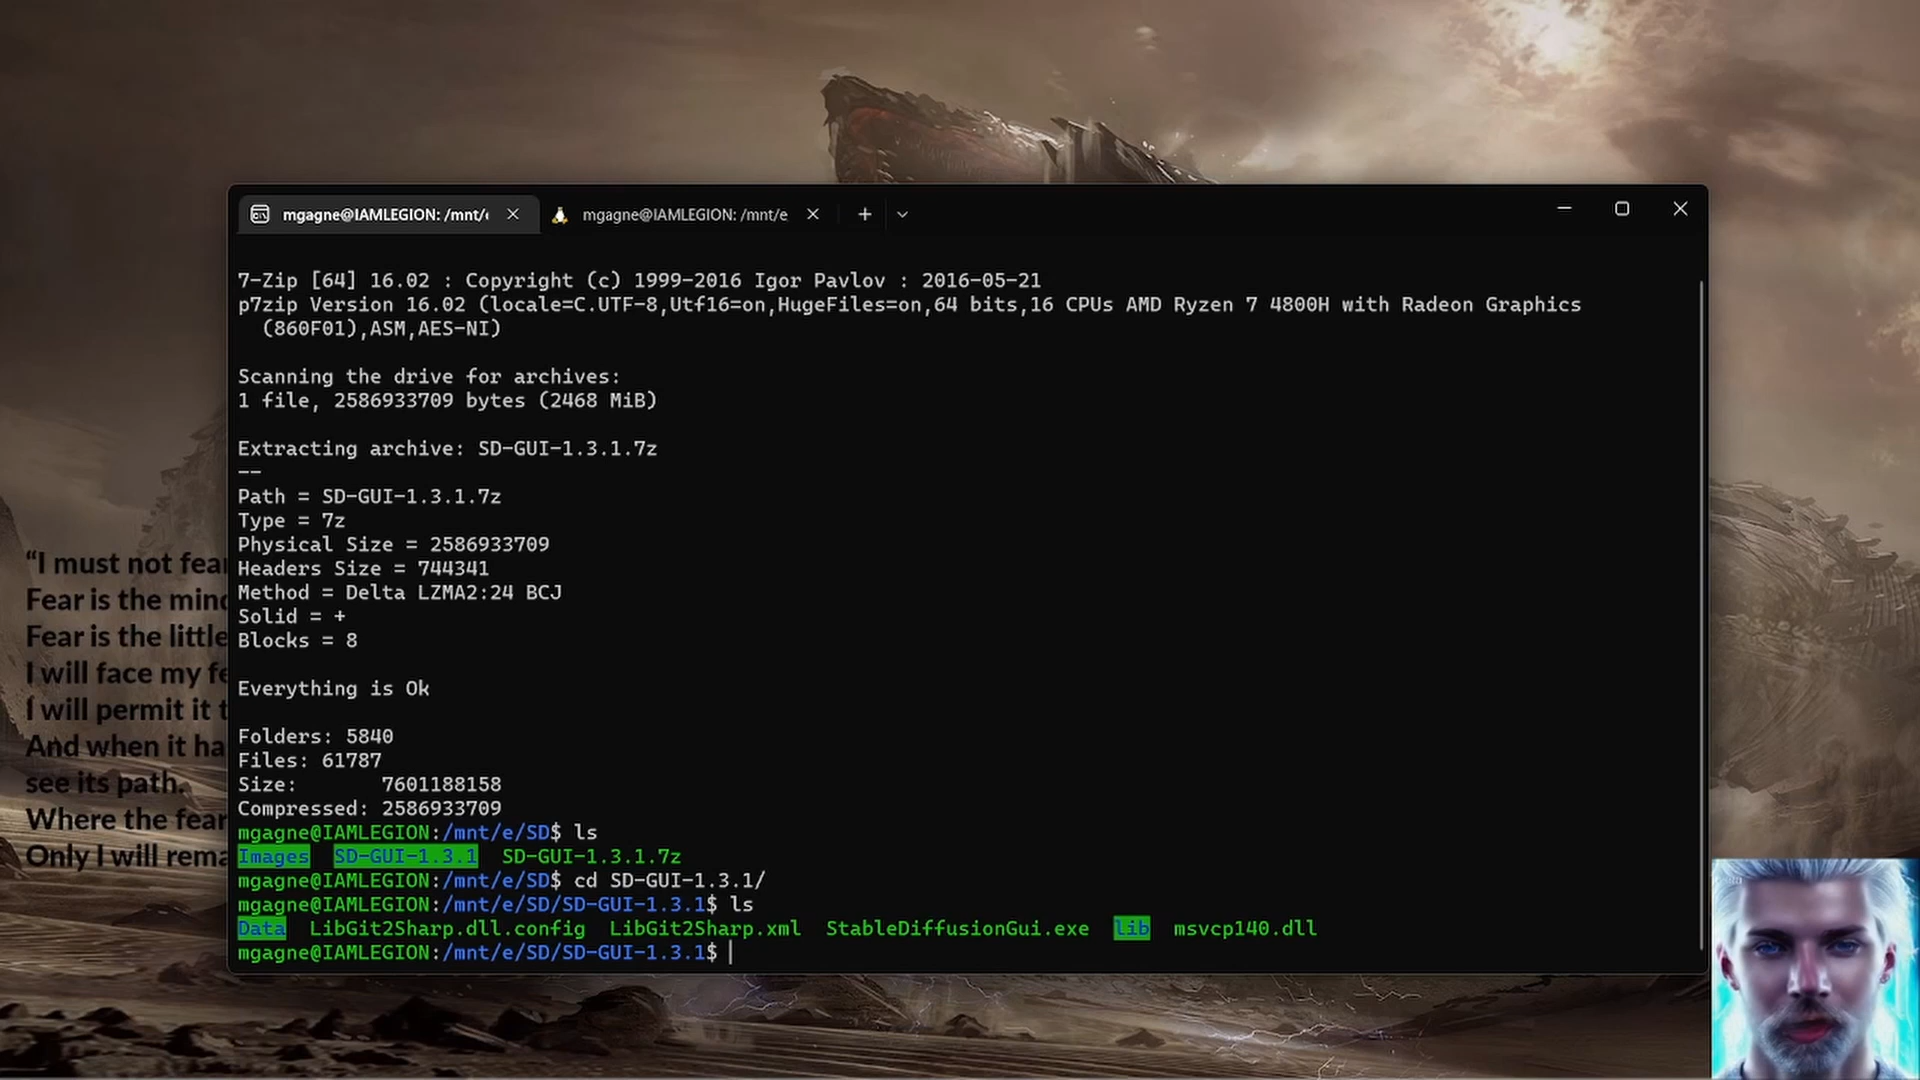 mgagne@IAMLEGION: /mnt/e
mgagne@IAMLEGION: /mnt/e
7-Zip [64] 16.02 : Copyright (c) 1999-2016 Igor Pavlov : 2016-05-21
p7zip Version 16.02 (locale=C.UTF-8,Utf16=on,HugeFiles=on,64 bits,16 CPUs AMD Ryzen 7 4800H with Radeon Graphics
(860F01),ASM,AES-NI)
Scanning the drive for archives:
1 file, 2586933709 bytes (2468 MiB)
Extracting archive: SD-GUI-1.3.1.7z
--
Path = SD-GUI-1.3.1.7z
Type = 7z
Physical Size = 2586933709
Headers Size = 744341
Method = Delta LZMA2:24 BCJ
Solid = +
Blocks = 8
Everything is Ok
Folders: 5840
Files: 61787
Size:       7601188158
Compressed: 2586933709
mgagne@IAMLEGION:/mnt/e/SD$ ls
Images  SD-GUI-1.3.1  SD-GUI-1.3.1.7z
mgagne@IAMLEGION:/mnt/e/SD$ cd SD-GUI-1.3.1/
mgagne@IAMLEGION:/mnt/e/SD/SD-GUI-1.3.1$ ls
Data  LibGit2Sharp.dll.config  LibGit2Sharp.xml  StableDiffusionGui.exe  lib  msvcp140.dll
mgagne@IAMLEGION:/mnt/e/SD/SD-GUI-1.3.1$
“I must not fear
Fear is the mind
Fear is the little
I will face my fe
I will permit it t
And when it ha
see its path.
Where the fear
Only I will rema